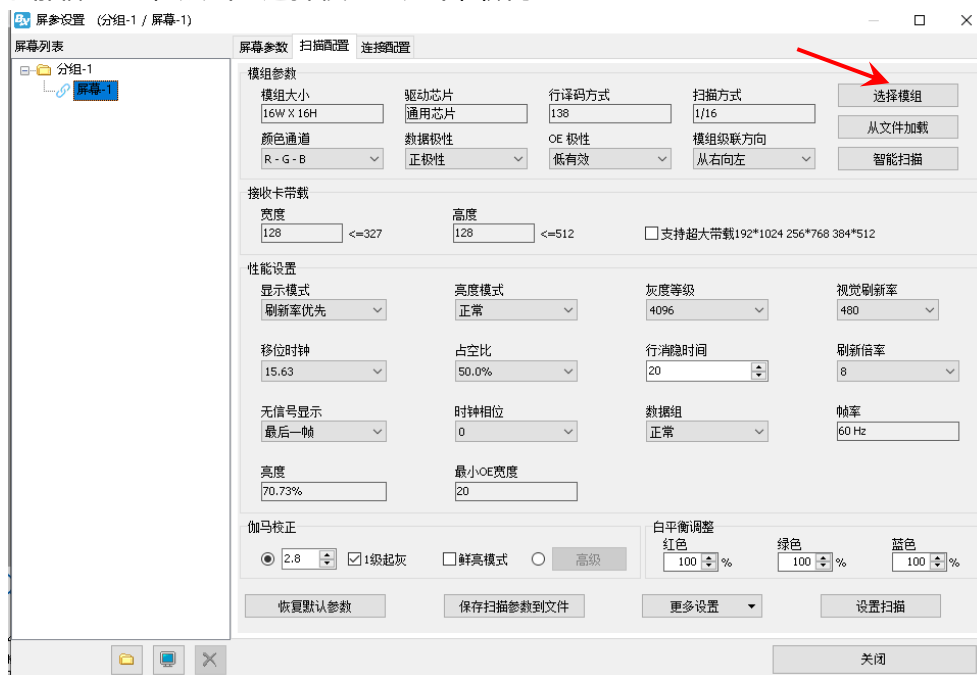 屏参设置 (分组-1 / 屏幕-1)
屏幕列表
分组-1
屏幕-1
屏幕参数 扫描配置 连接配置
模组参数
模组大小 驱动芯片 行译码方式 扫描方式 选择模组
16W X 16H 通用芯片 138 1/16
从文件加载
颜色通道 数据极性 OE 极性 模组级联方向
R - G - B 正极性 低有效 从右向左 智能扫描
接收卡带载
宽度 高度
128 <=327 128 <=512 支持超大带载192*1024 256*768 384*512
性能设置
显示模式 亮度模式 灰度等级 视觉刷新率
刷新率优先 正常 4096 480
移位时钟 占空比 行消隐时间 刷新倍率
15.63 50.0% 20 8
无信号显示 时钟相位 数据组 帧率
最后一帧 0 正常 60 Hz
亮度 最小OE宽度
70.73% 20
伽马校正 白平衡调整
红色 绿色 蓝色
2.8 1级起灰 鲜亮模式 高级 100 % 100 % 100 %
恢复默认参数 保存扫描参数到文件 更多设置 设置扫描
关闭